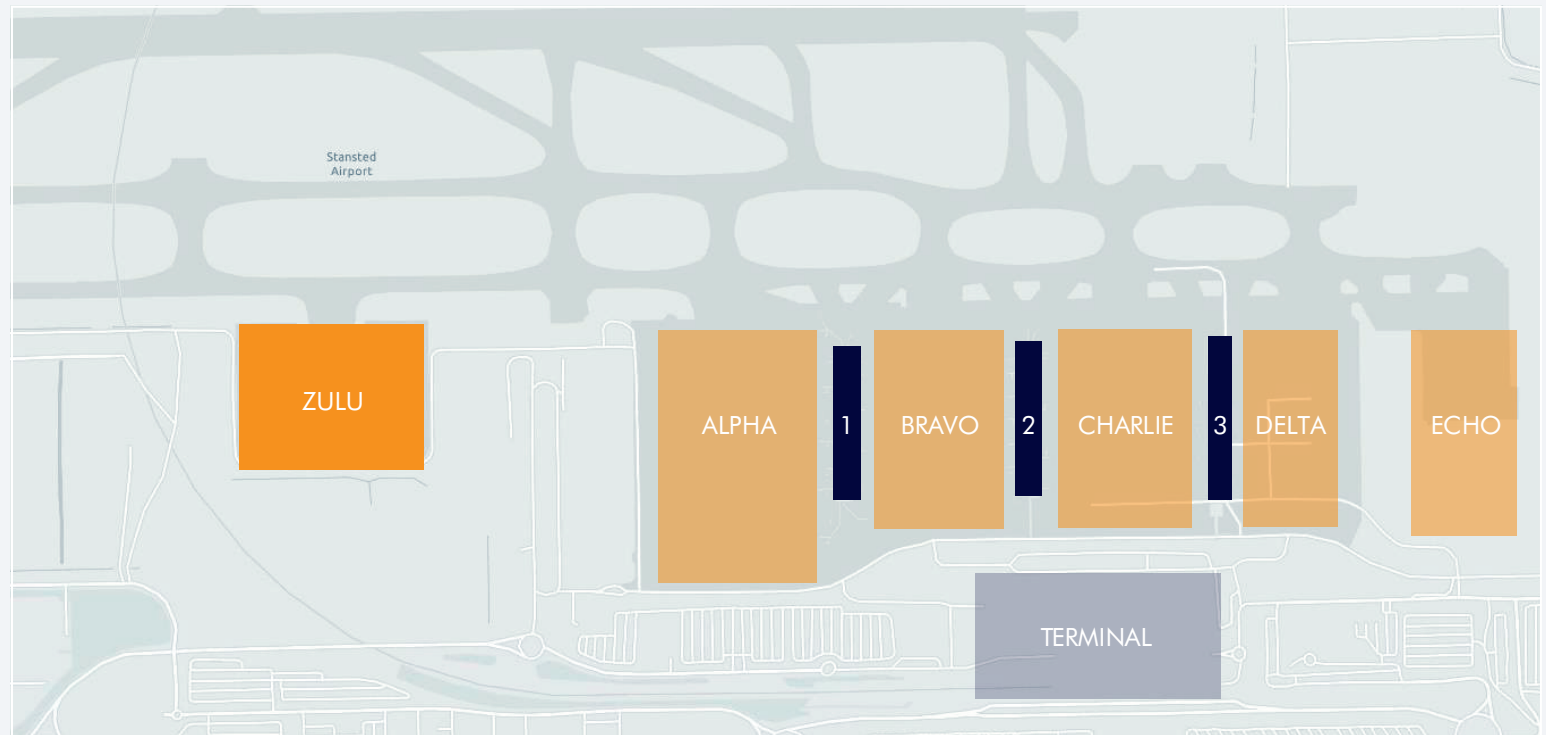 Stansted
Airport
ZULU
ALPHA
1
BRAVO
2
CHARLIE
3
DELTA
ECHO
TERMINAL